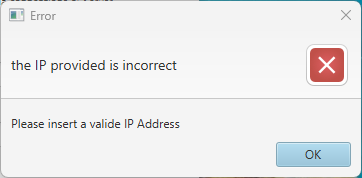 Error
the IP provided is incorrect
Please insert a valide IP Address
OK